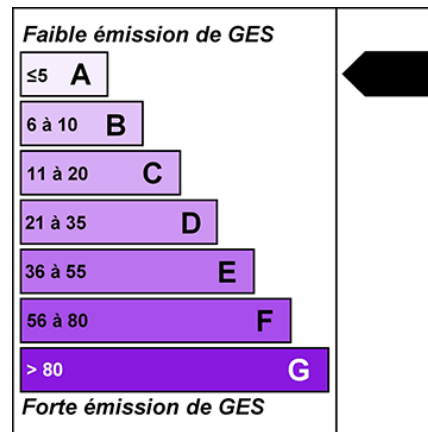 Faible émission de GES
≤5 A
6 à 10 B
11 à 20 C
21 à 35 D
36 à 55 E
56 à 80 F
> 80 G
Forte émission de GES